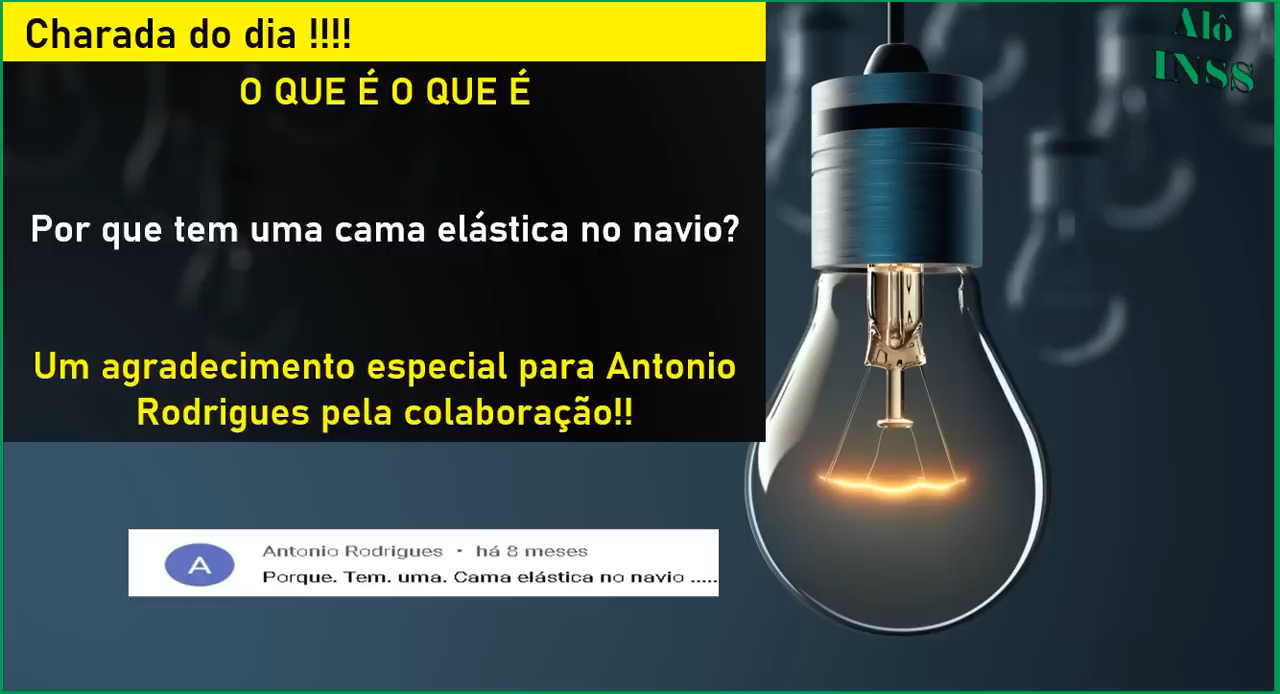 Charada do dia !!!!
Alô
INSS
O QUE É O QUE É
Por que tem uma cama elástica no navio?
Um agradecimento especial para Antonio
Rodrigues pela colaboração!!
A
Antonio Rodrigues • há 8 meses
Porque. Tem. uma. Cama elástica no navio .....